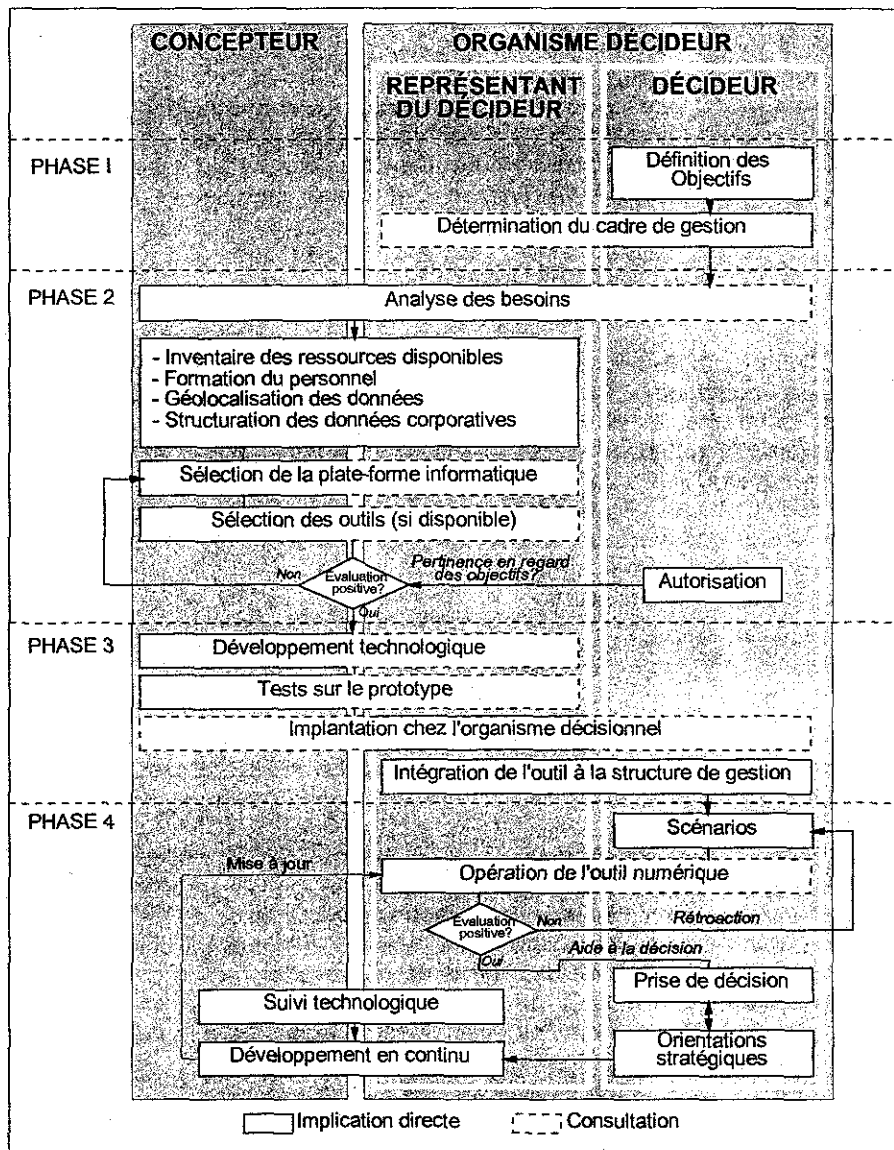 CONCEPTEUR
ORGANISME DÉCIDEUR
REPRÉSENTANT
DU DÉCIDEUR
DÉCIDEUR
PHASE I
Définition des
Objectifs
Détermination du cadre de gestion
PHASE 2
Analyse des besoins
- Inventaire des ressources disponibles
- Formation du personnel
- Géolocalisation des données
- Structuration des données corporatives
Sélection de la plate-forme informatique
Sélection des outils (si disponible)
Non
Évaluation
positive?
Pertinence en regard
des objectifs?
Autorisation
Oui
PHASE 3
Développement technologique
Tests sur le prototype
Implantation chez l'organisme décisionnel
Intégration de l'outil à la structure de gestion
PHASE 4
Scénarios
Mise à jour
Opération de l'outil numérique
Évaluation
positive?
Non
Rétroaction
Oui
Aide à la décision
Prise de décision
Suivi technologique
Orientations
stratégiques
Développement en continu
Implication directe
Consultation